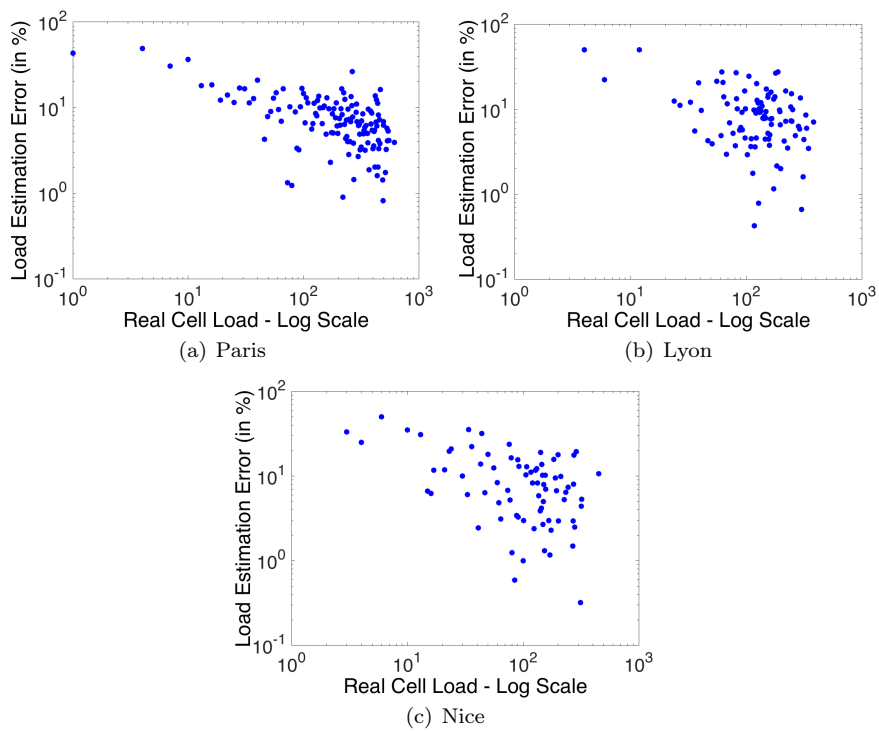 Load Estimation Error (in %)
10^2
10^1
10^0
10^-1
10^0 10^1 10^2 10^3
Real Cell Load - Log Scale
(a) Paris
Load Estimation Error (in %)
10^2
10^1
10^0
10^-1
10^0 10^1 10^2 10^3
Real Cell Load - Log Scale
(b) Lyon
Load Estimation Error (in %)
10^2
10^1
10^0
10^-1
10^0 10^1 10^2 10^3
Real Cell Load - Log Scale
(c) Nice